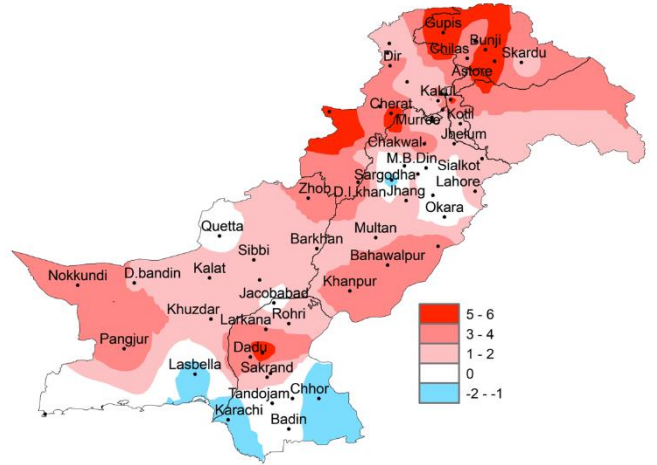 Gupis
Bunji
Chilas
Skardu
Dir
Astore
Kakul
Cherat
Murree
Kotli
Chakwal
Jhelum
M.B.Din
Sialkot
Sargodha
Lahore
Zhob
D.I.khan
Jhang
Okara
Quetta
Multan
Barkhan
Sibbi
Bahawalpur
Nokkundi
D.bandin
Kalat
Khanpur
Jacobabad
Khuzdar
Larkana
Rohri
Pangjur
Dadu
Lasbella
Sakrand
Tandojam
Chhor
Karachi
Badin
5 - 6
3 - 4
1 - 2
0
-2 - -1